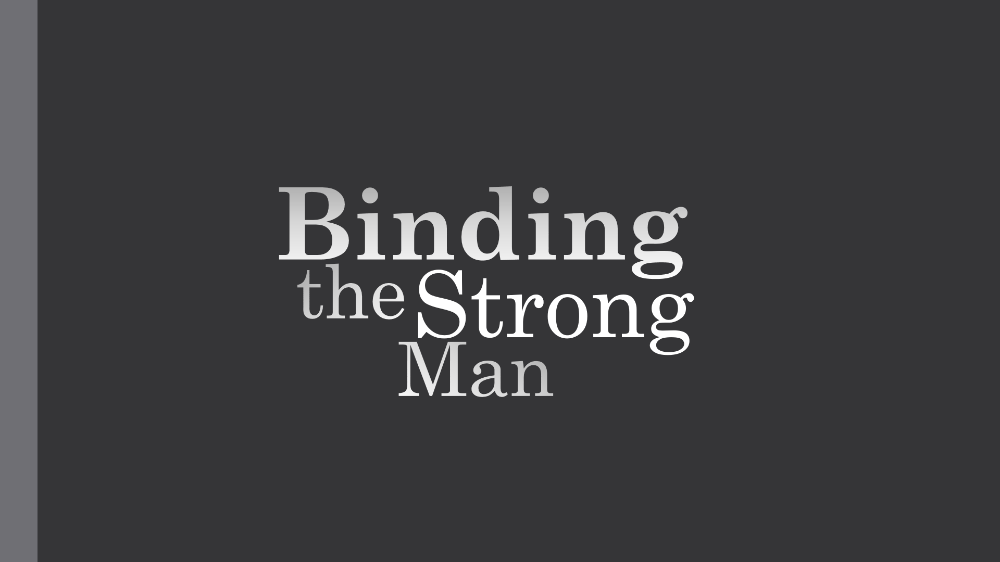 Binding
the Strong
Man